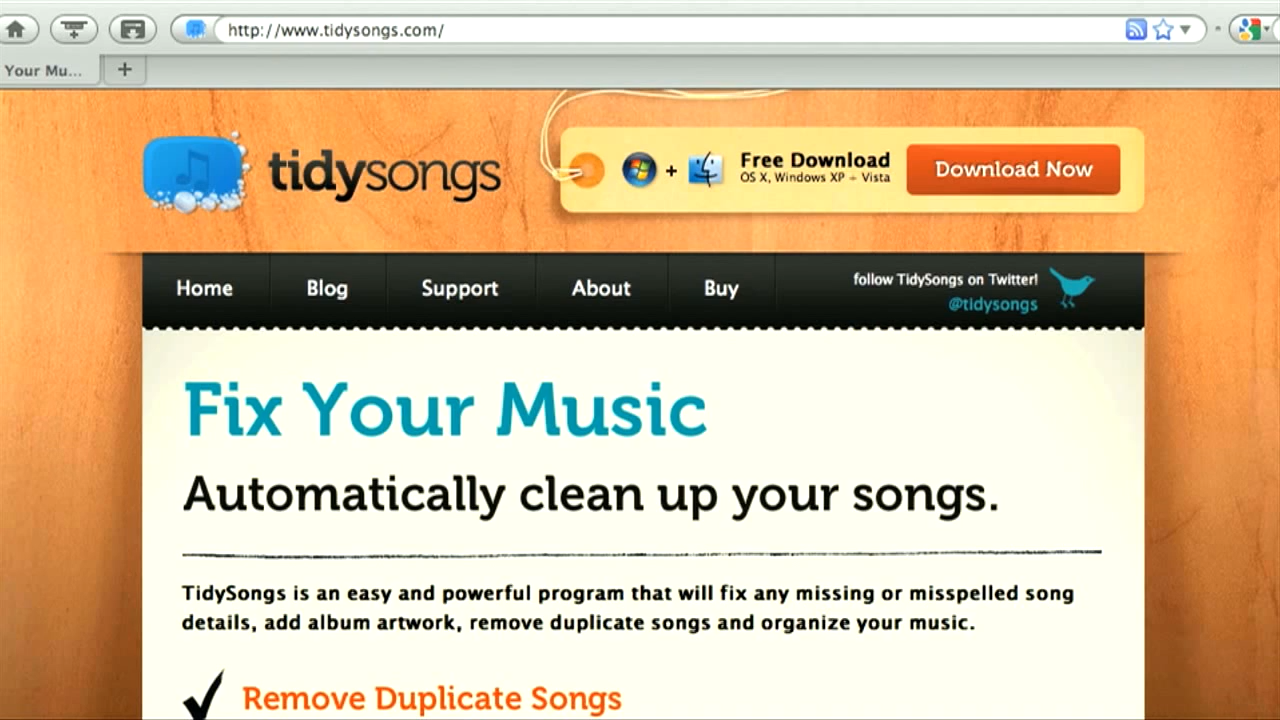 http://www.tidysongs.com/
Your Mu...
tidysongs
Free Download
OS X, Windows XP + Vista
Download Now
Home
Blog
Support
About
Buy
follow TidySongs on Twitter!
@tidysongs
Fix Your Music
Automatically clean up your songs.
TidySongs is an easy and powerful program that will fix any missing or misspelled song
details, add album artwork, remove duplicate songs and organize your music.
Remove Duplicate Songs